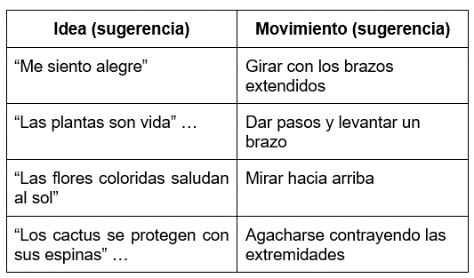 Idea (sugerencia)
Movimiento (sugerencia)
“Me siento alegre”
Girar con los brazos
extendidos
“Las plantas son vida” …
Dar pasos y levantar un
brazo
“Las flores coloridas saludan
al sol”
Mirar hacia arriba
“Los cactus se protegen con
sus espinas” …
Agacharse contrayendo las
extremidades